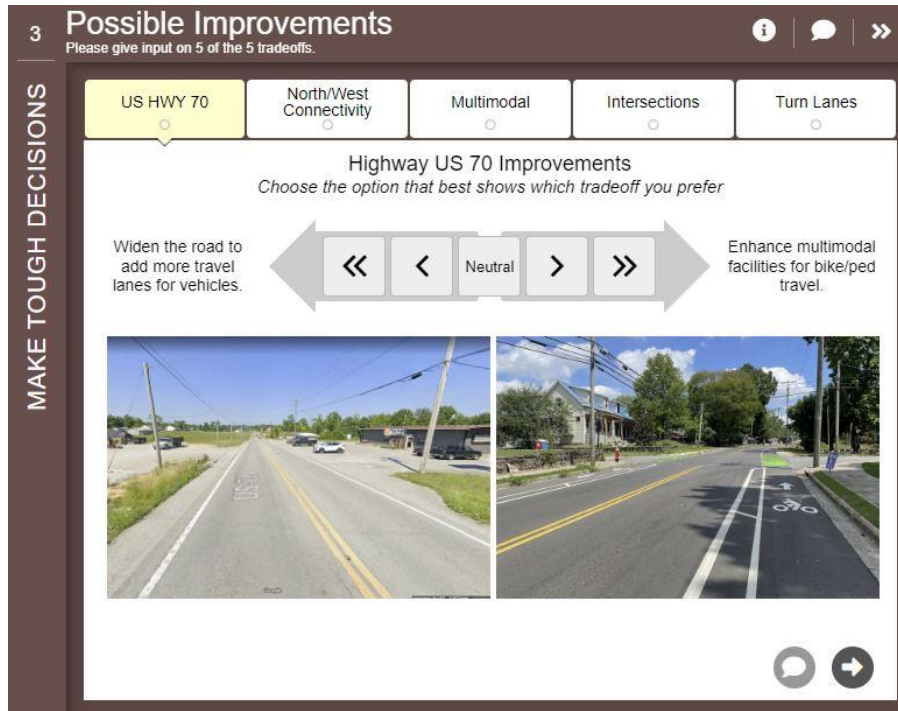 3
Possible Improvements
Please give input on 5 of the 5 tradeoffs.
MAKE TOUGH DECISIONS
US HWY 70
North/West
Connectivity
Multimodal
Intersections
Turn Lanes
Highway US 70 Improvements
Choose the option that best shows which tradeoff you prefer
Widen the road to
add more travel
lanes for vehicles.
Neutral
Enhance multimodal
facilities for bike/ped
travel.
US 70